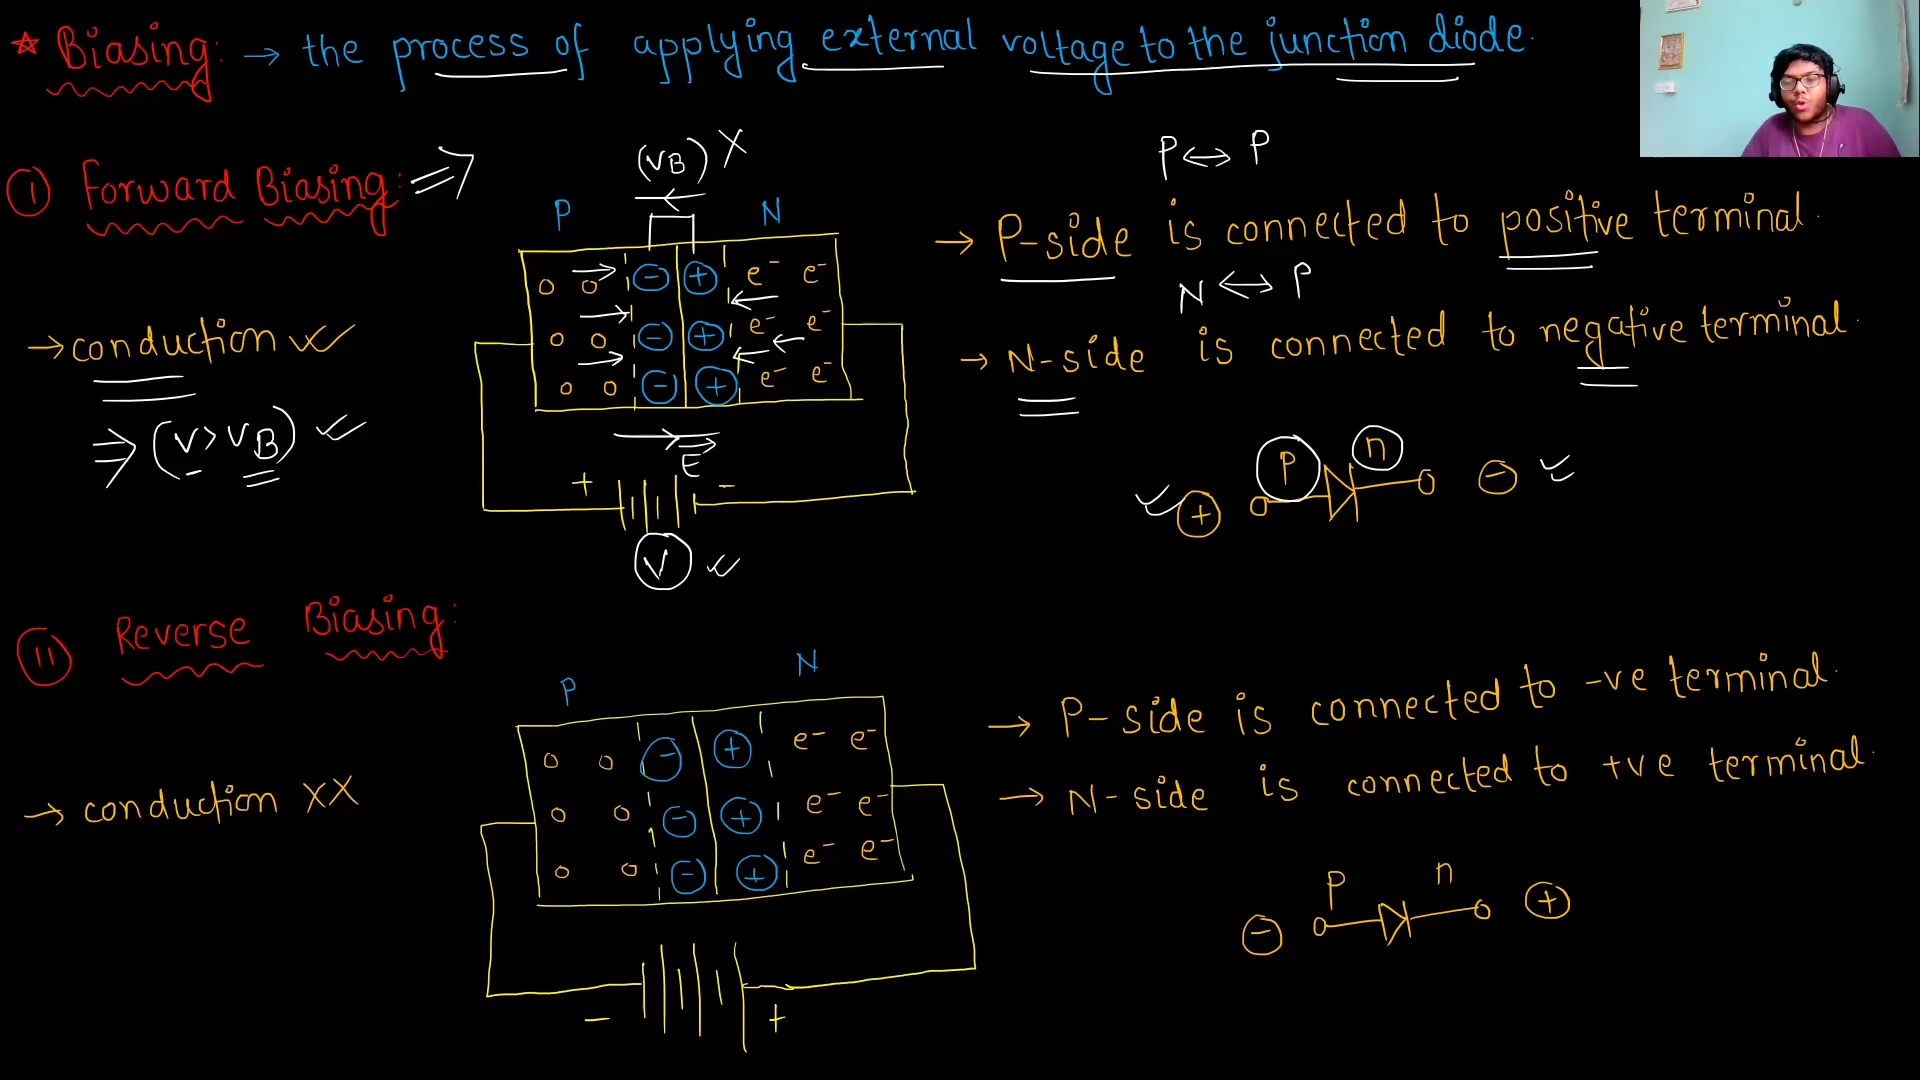 * Biasing: → the process of applying external voltage to the junction diode.
(VB) X
P ↔ P
① Forward Biasing: ⇒
P N
→ P-side is connected to positive terminal.
− + e⁻ e⁻
N ↔ P
→ conduction ✓
− + e⁻ e⁻
→ N-side is connected to negative terminal.
− + e⁻ e⁻
⇒ (V > VB) ✓
E
+ −
p n
✓ + − ✓
V ✓
(II) Reverse Biasing:
P N
→ P-side is connected to -ve terminal.
− + e⁻ e⁻
→ N-side is connected to +ve terminal.
→ conduction XX
− + e⁻ e⁻
− + e⁻ e⁻
p n
− +
− +